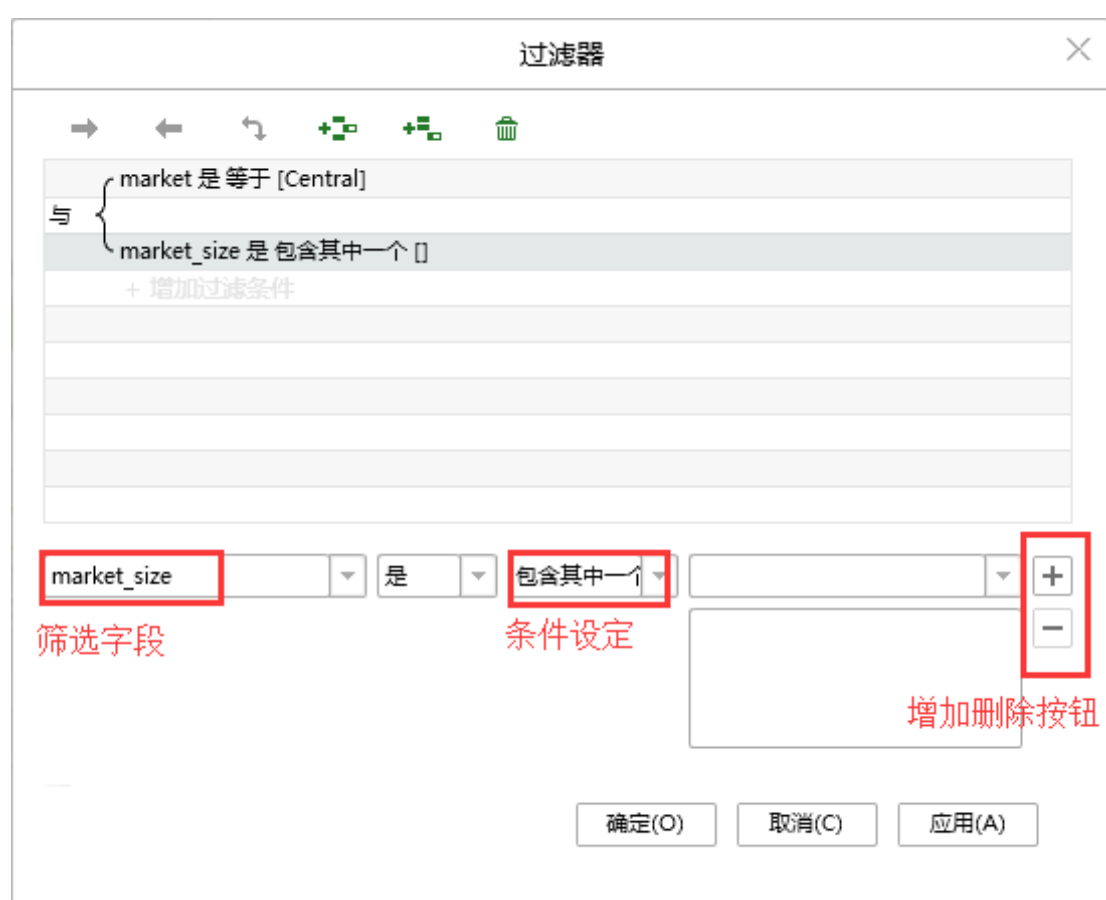 过滤器
market 是 等于 [Central]
与
market_size 是 包含其中一个 []
+ 增加过滤条件
market_size 是 包含其中一个
筛选字段
条件设定
增加删除按钮
确定(O) 取消(C) 应用(A)